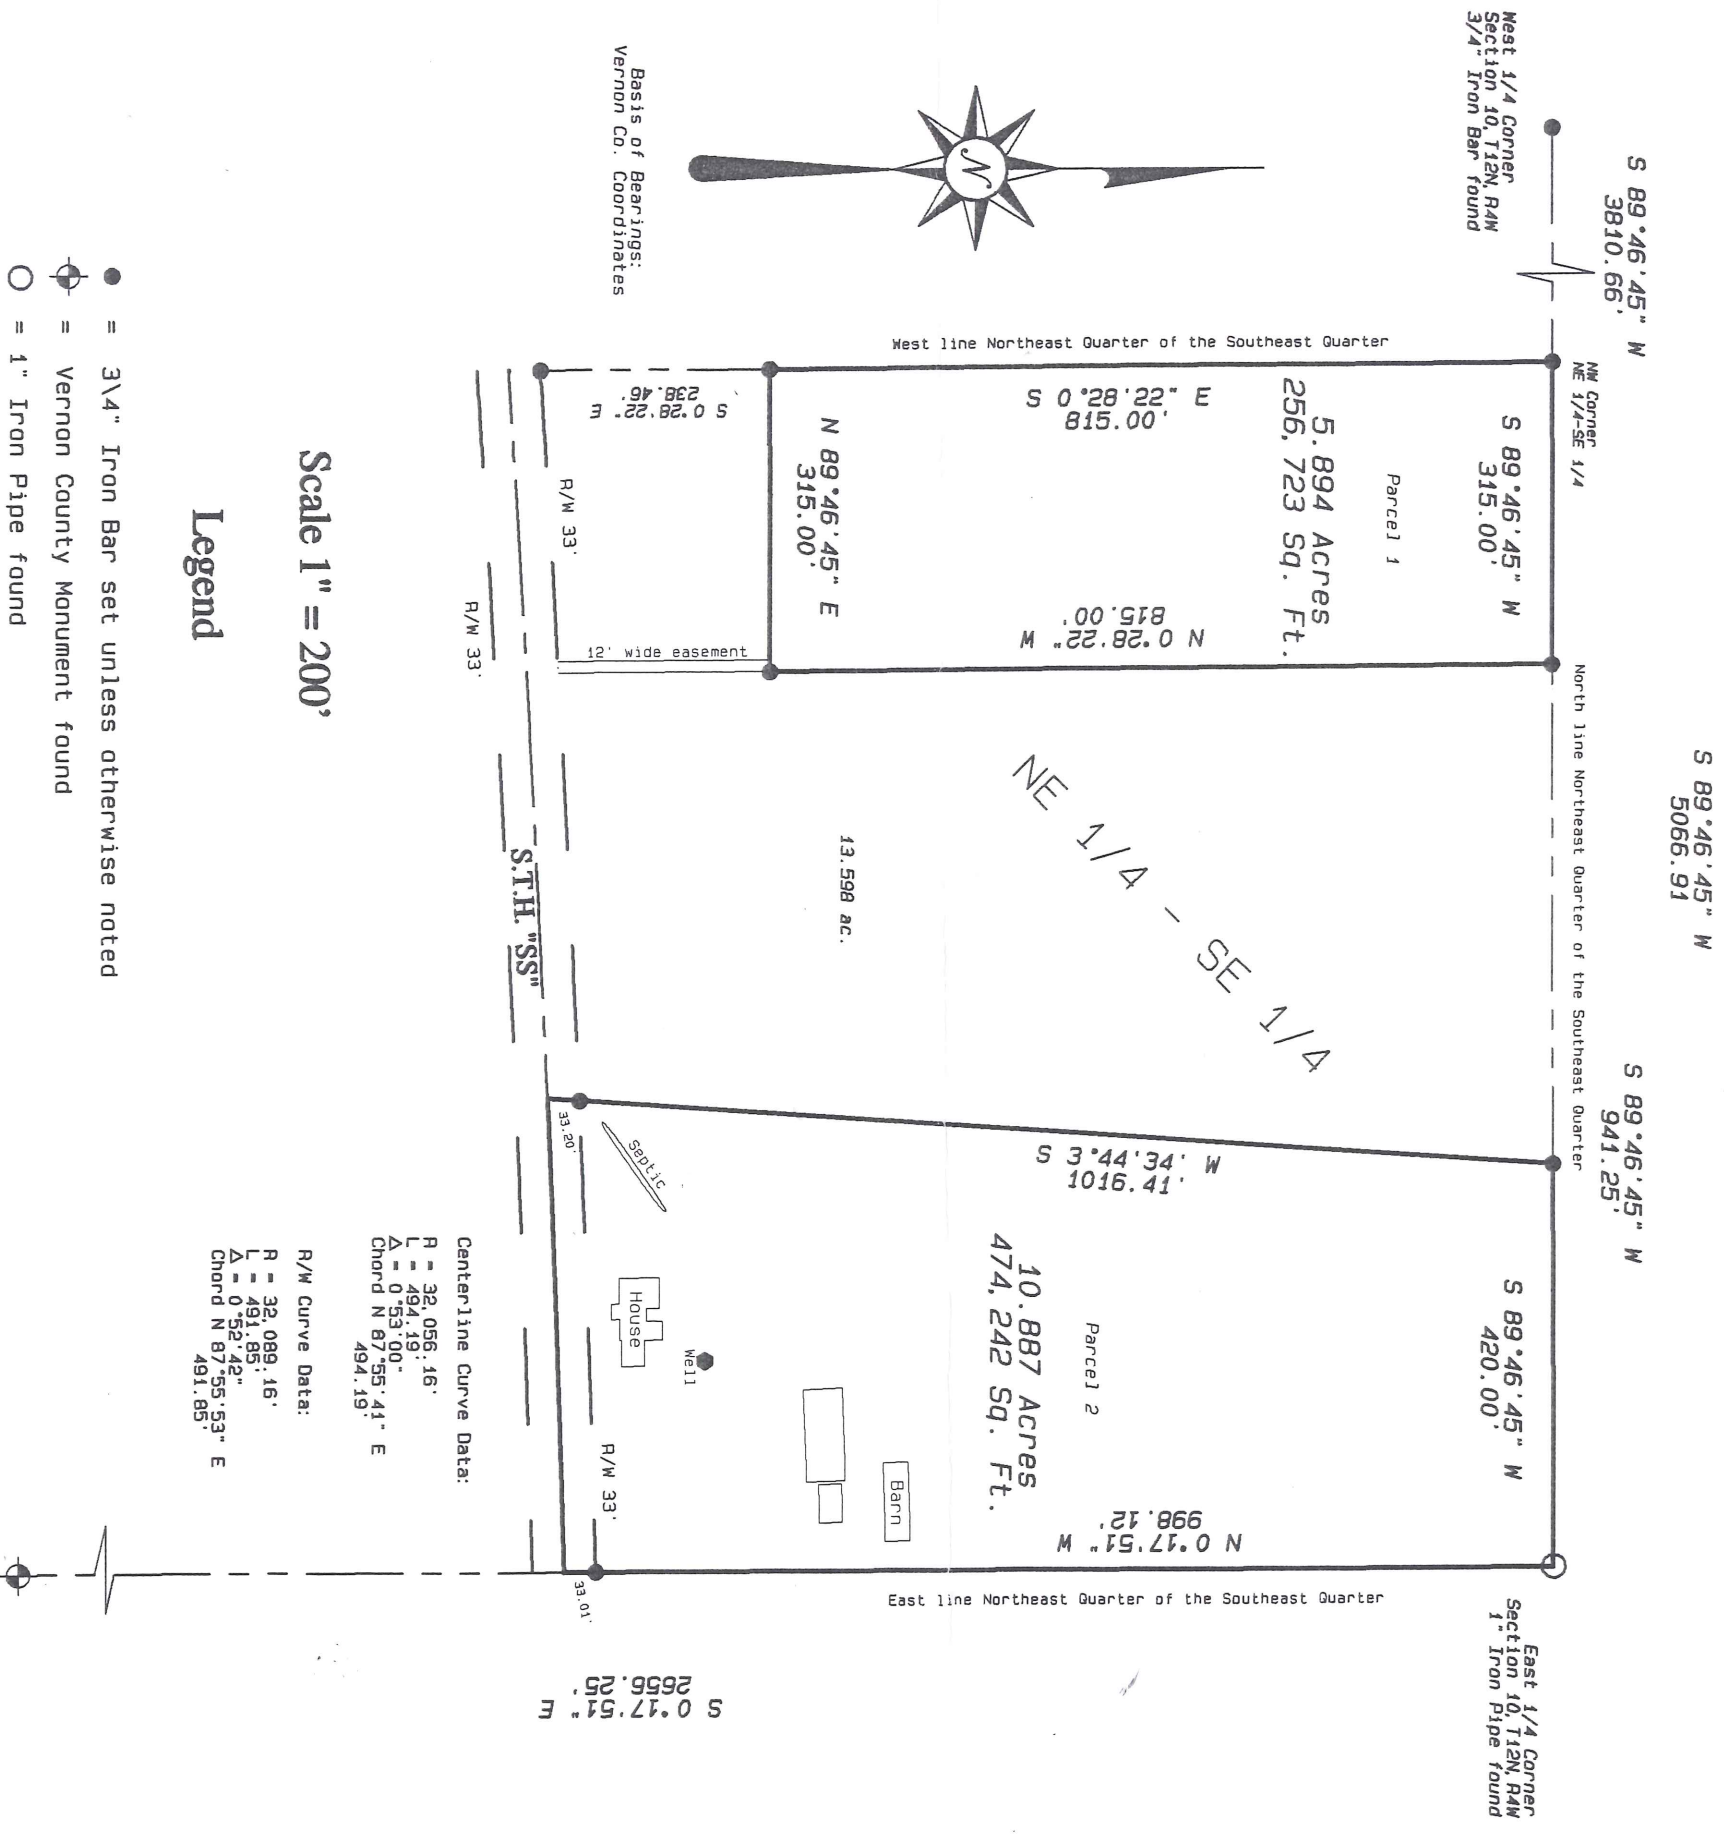 S 89°46'45" W
5066.91
S 89°46'45" W
3810.66'
S 89°46'45" W
941.25'
West 1/4 Corner
Section 10, T12N, R4W
3/4" Iron Bar found
NW Corner
NE 1/4-SE 1/4
North line Northeast Quarter of the Southeast Quarter
East 1/4 Corner
Section 10, T12N, R4W
1" Iron Pipe found
S 89°46'45" W
315.00'
S 89°46'45" W
420.00'
Parcel 1
5.894 Acres
256,723 Sq. Ft.
West line Northeast Quarter of the Southeast Quarter
S 0°28'22" E
815.00'
N 0°28'22" W
815.00'
N 89°46'45" E
315.00'
NE 1/4 - SE 1/4
13.598 ac.
S 3°44'34' W
1016.41'
Parcel 2
10.887 Acres
474,242 Sq. Ft.
N 0°17'51" W
998.12'
East line Northeast Quarter of the Southeast Quarter
N
Barn
Well
House
Septic
S 0°28'22" E
238.46'
12' wide easement
Basis of Bearings:
Vernon Co. Coordinates
R/W 33'
R/W 33'
R/W 33'
33.20'
33.01'
S.T.H. "SS"
S 0°17'51" E
2656.25'
Centerline Curve Data:
R = 32,056.16'
L = 494.19'
Δ = 0°53'00"
Chord N 87°55'41" E
494.19'
R/W Curve Data:
R = 32,089.16'
L = 491.85'
Δ = 0°52'42"
Chord N 87°55'53" E
491.85'
Scale 1" = 200'
Legend
= 3\4" Iron Bar set unless otherwise noted
= Vernon County Monument found
= 1" Iron Pipe found